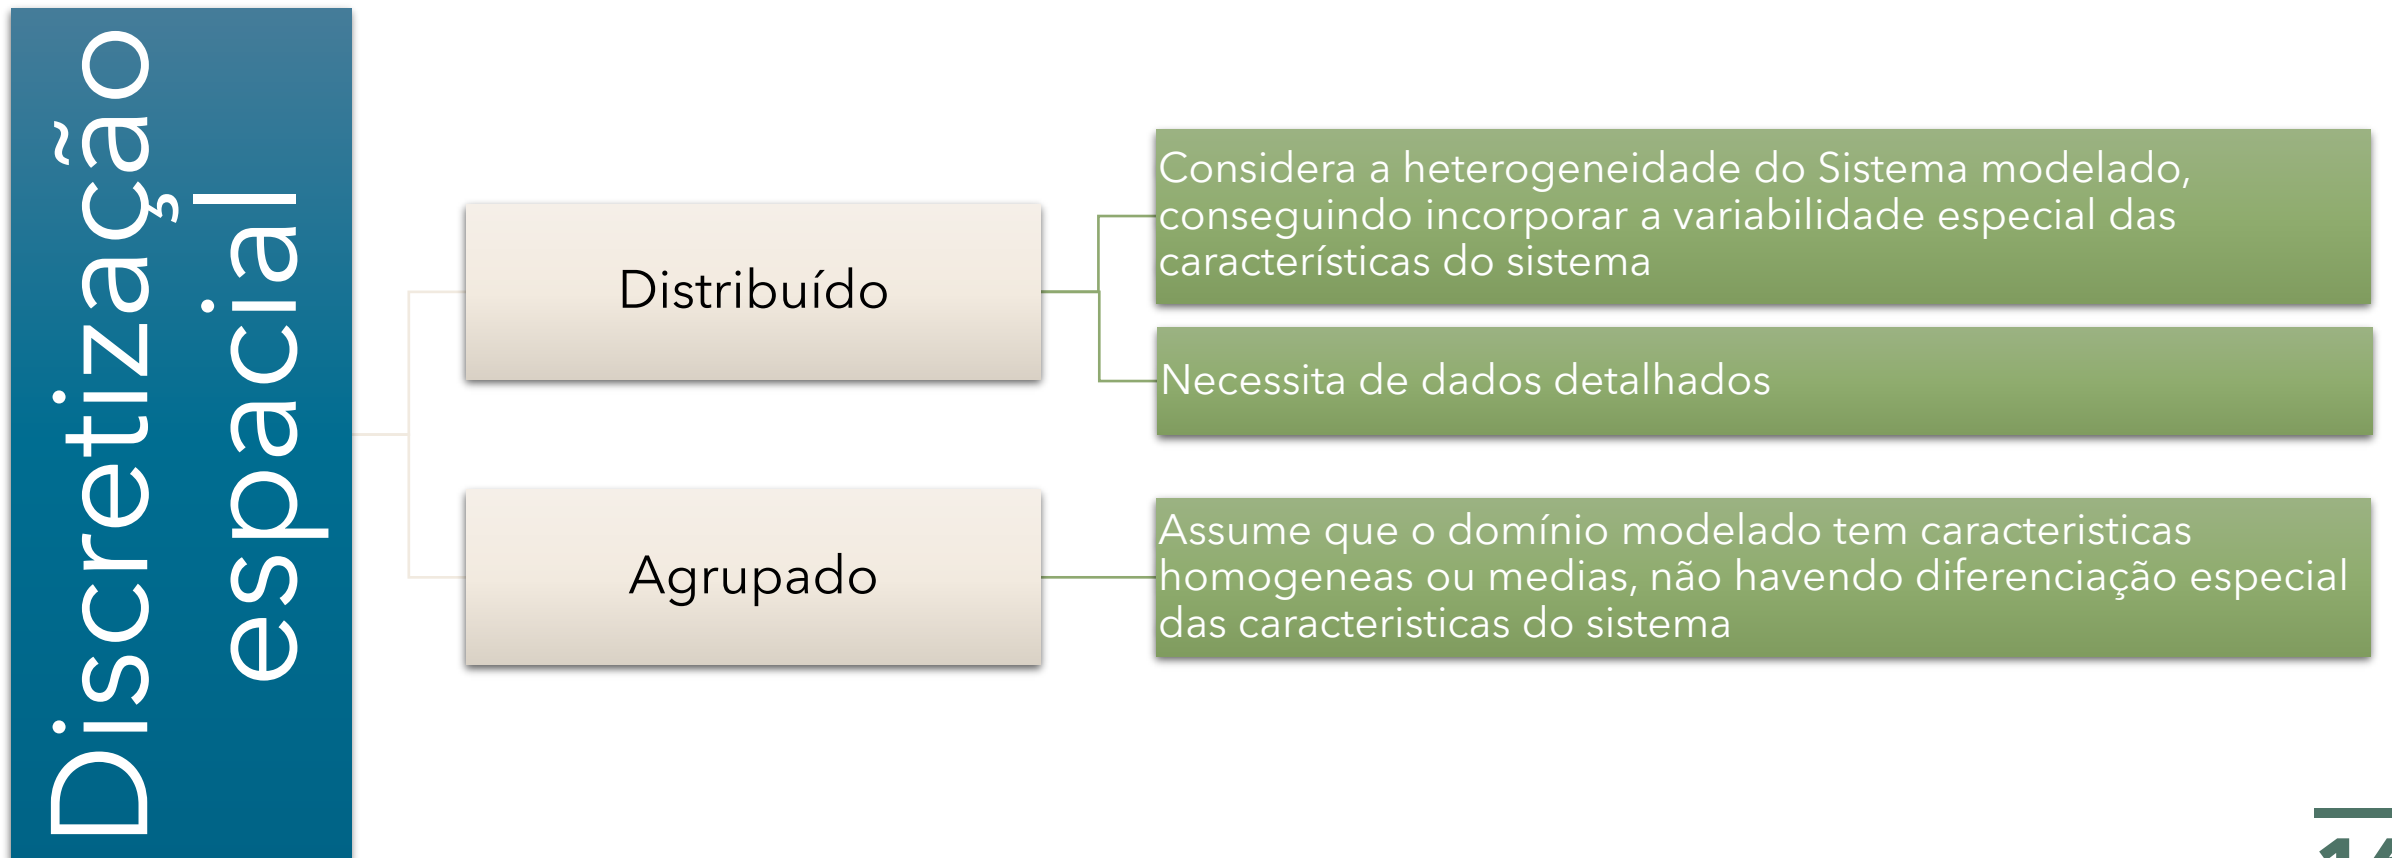 Discretização
espacial
Distribuído
Considera a heterogeneidade do Sistema modelado,
conseguindo incorporar a variabilidade especial das
características do sistema
Necessita de dados detalhados
Agrupado
Assume que o domínio modelado tem caracteristicas
homogeneas ou medias, não havendo diferenciação especial
das caracteristicas do sistema